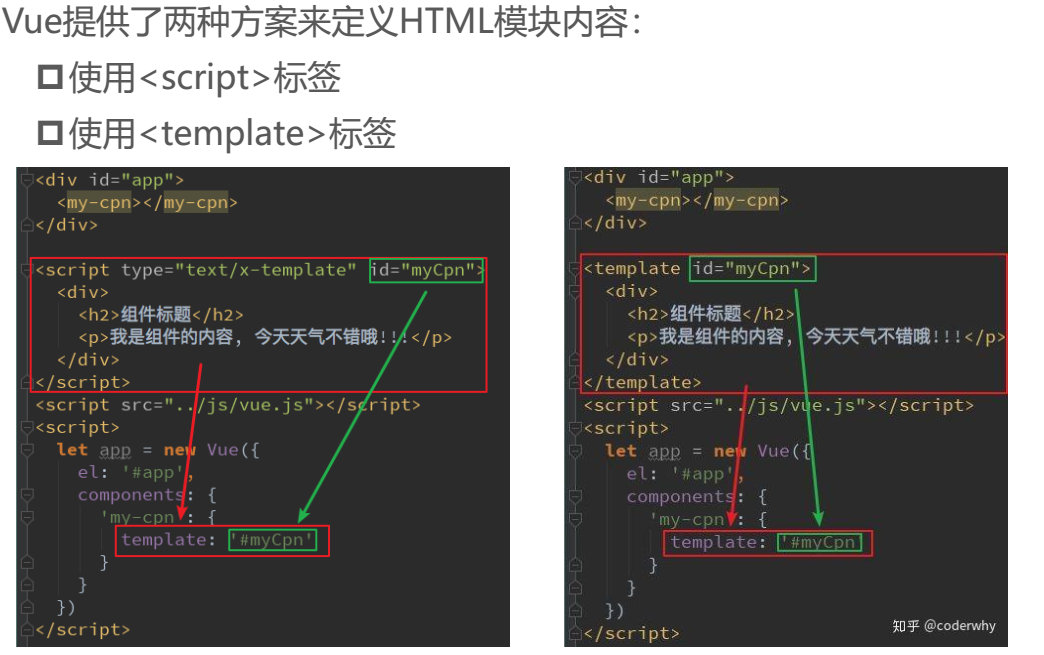 Vue提供了两种方案来定义HTML模块内容：
使用<script>标签
使用<template>标签
<div id="app">
<my-cpn></my-cpn>
</div>
<script type="text/x-template" id="myCpn">
<div>
<h2>组件标题</h2>
<p>我是组件的内容, 今天天气不错哦!!!</p>
</div>
</script>
<script src="../js/vue.js"></script>
<script>
let app = new Vue({
el: '#app',
components: {
'my-cpn': {
template: '#myCpn'
}
}
})
</script>
<div id="app">
<my-cpn></my-cpn>
</div>
<template id="myCpn">
<div>
<h2>组件标题</h2>
<p>我是组件的内容, 今天天气不错哦!!!</p>
</div>
</template>
<script src="../js/vue.js"></script>
<script>
let app = new Vue({
el: '#app',
components: {
'my-cpn': {
template: '#myCpn'
}
}
})
</script>
知乎 @coderwhy